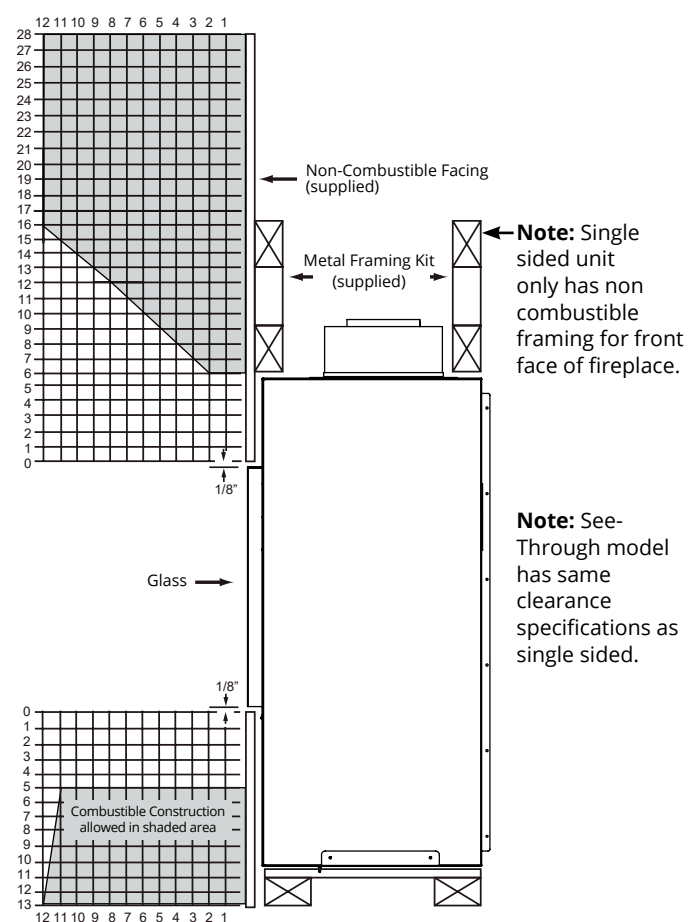 12 11 10 9 8 7 6 5 4 3 2 1
28
27
26
25
24
23
22
21
20
19
18
17
16
15
14
13
12
11
10
9
8
7
6
5
4
3
2
1
0
Non-Combustible Facing
(supplied)
Metal Framing Kit
(supplied)
Note: Single
sided unit
only has non
combustible
framing for front
face of fireplace.
1/8”
Glass
Note: See-
Through model
has same
clearance
specifications as
single sided.
1/8”
0
1
2
3
4
5
6
7
8
9
10
11
12
13
Combustible Construction
allowed in shaded area
12 11 10 9 8 7 6 5 4 3 2 1